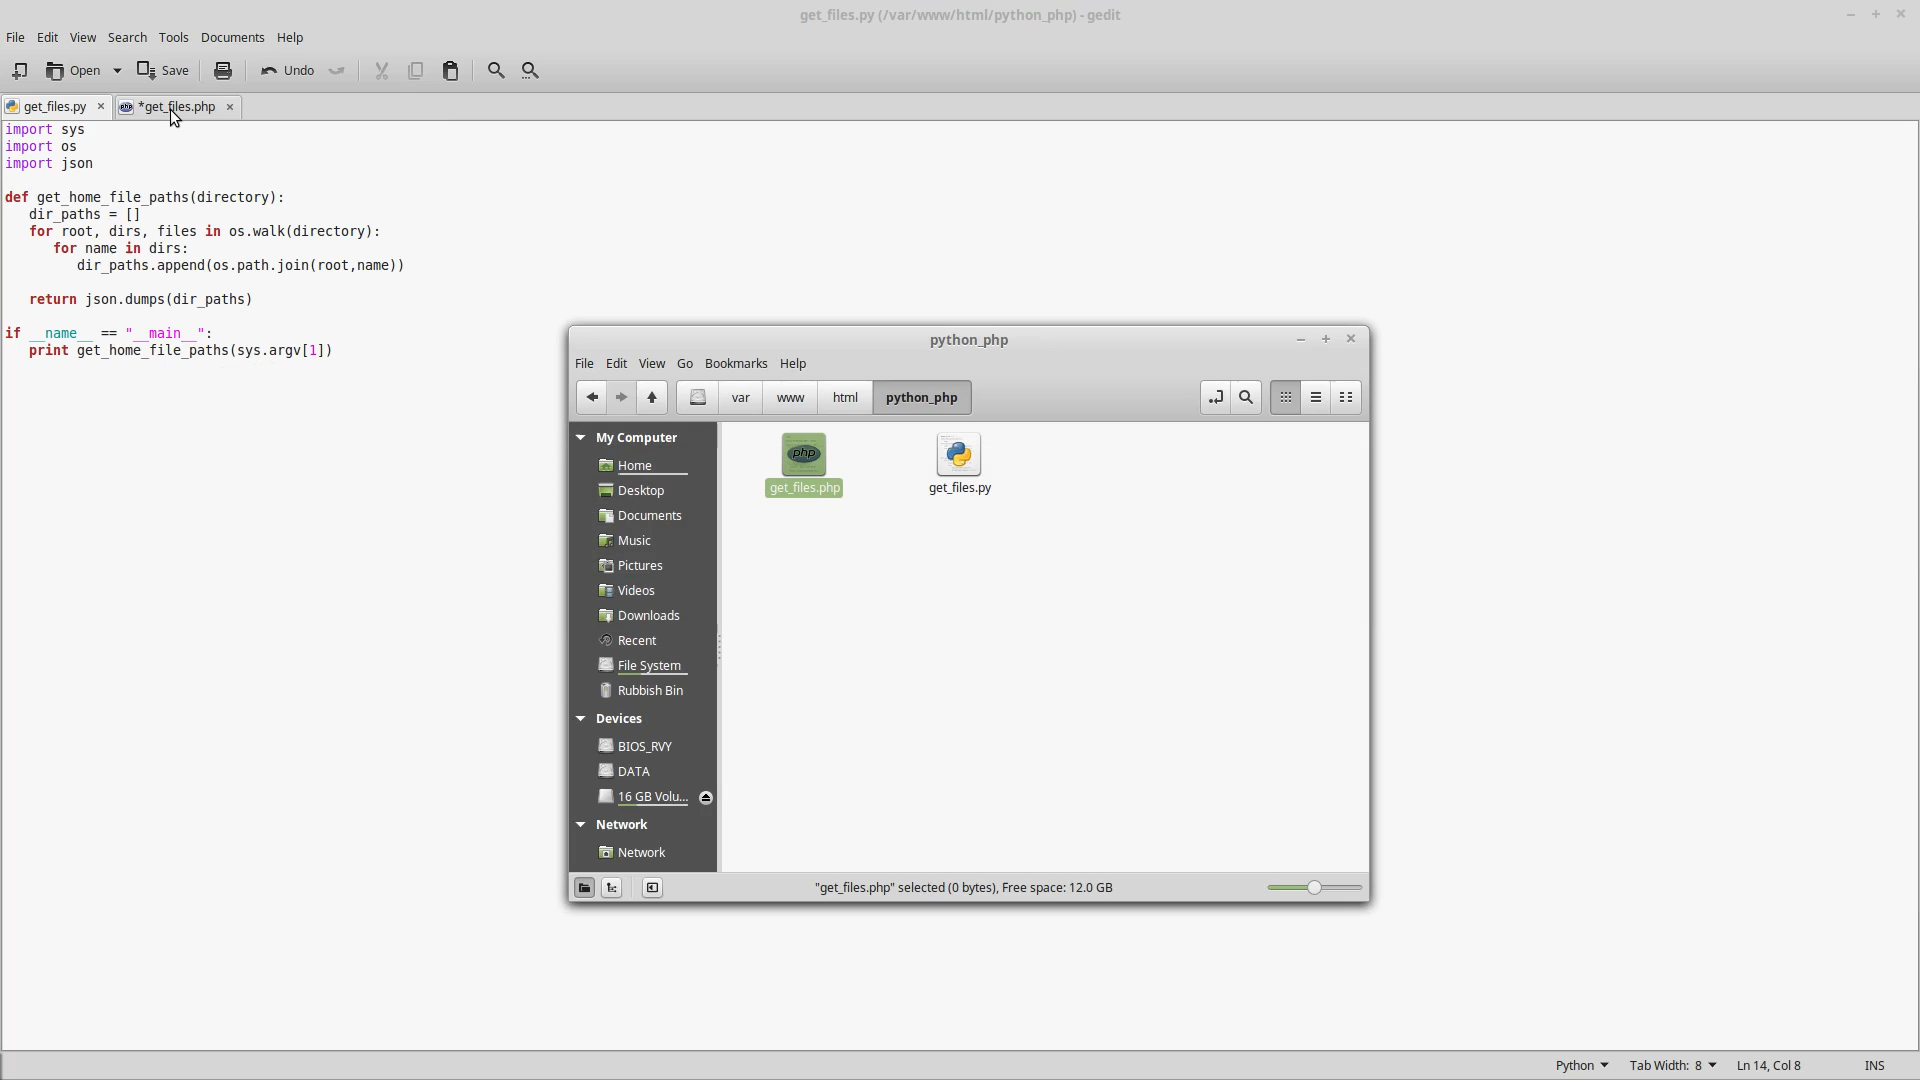 get_files.py (/var/www/html/python_php) - gedit
File Edit View Search Tools Documents Help
Open Save Undo
get_files.py *get_files.php
import sys
import os
import json
def get_home_file_paths(directory):
dir_paths = []
for root, dirs, files in os.walk(directory):
for name in dirs:
dir_paths.append(os.path.join(root,name))
return json.dumps(dir_paths)
if __name__ == "__main__":
print get_home_file_paths(sys.argv[1])
python_php
File Edit View Go Bookmarks Help
var www html python_php
My Computer
Home
Desktop
Documents
Music
Pictures
Videos
Downloads
Recent
File System
Rubbish Bin
Devices
BIOS_RVY
DATA
16 GB Volu...
Network
Network
php
get_files.php
get_files.py
"get_files.php" selected (0 bytes), Free space: 12.0 GB
Python Tab Width: 8 Ln 14, Col 8 INS